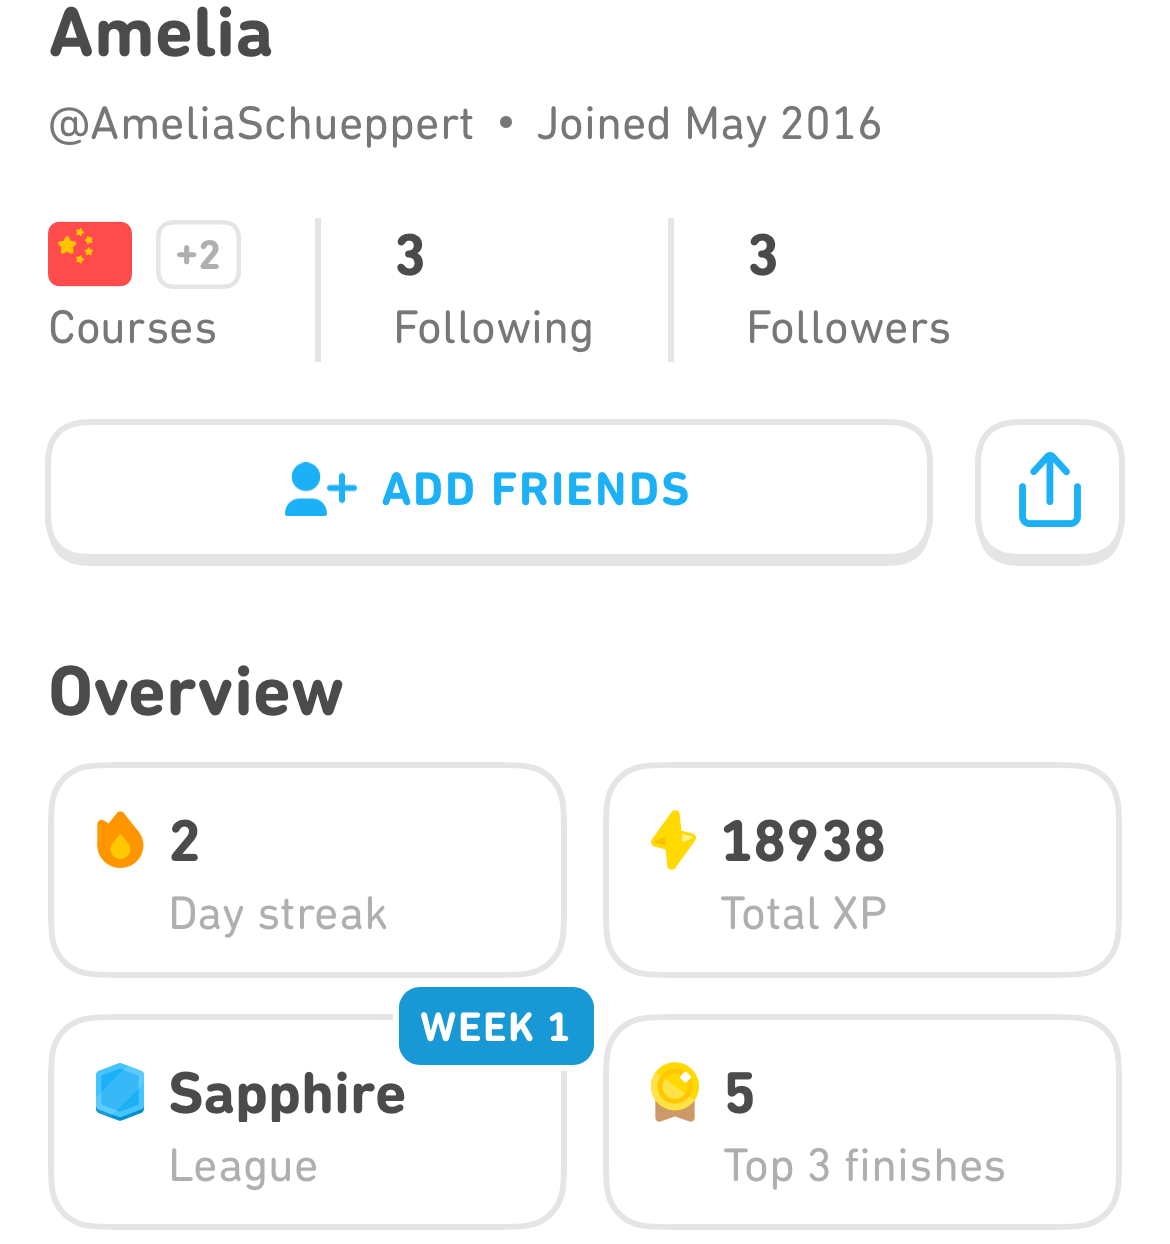 Amelia
@AmeliaSchueppert • Joined May 2016
+2
Courses
3
Following
3
Followers
ADD FRIENDS
Overview
2
Day streak
18938
Total XP
WEEK 1
Sapphire
League
5
Top 3 finishes